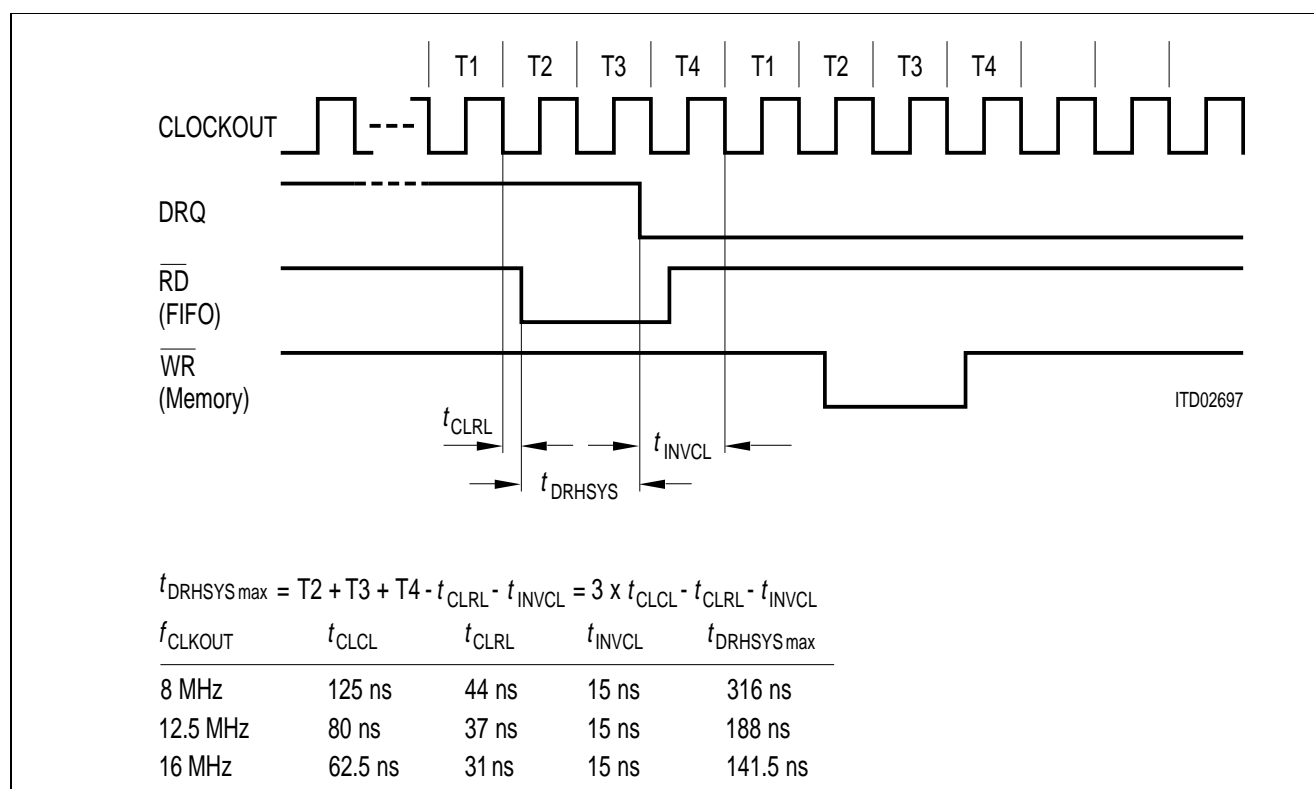 T1 T2 T3 T4 T1 T2 T3 T4
CLOCKOUT
DRQ
RD
(FIFO)
WR
(Memory)
ITD02697
tCLRL
tINVCL
tDRHSYS
tDRHSYS max = T2 + T3 + T4 - tCLRL - tINVCL = 3 x tCLCL - tCLRL - tINVCL
fCLKOUT tCLCL tCLRL tINVCL tDRHSYS max
8 MHz 125 ns 44 ns 15 ns 316 ns
12.5 MHz 80 ns 37 ns 15 ns 188 ns
16 MHz 62.5 ns 31 ns 15 ns 141.5 ns